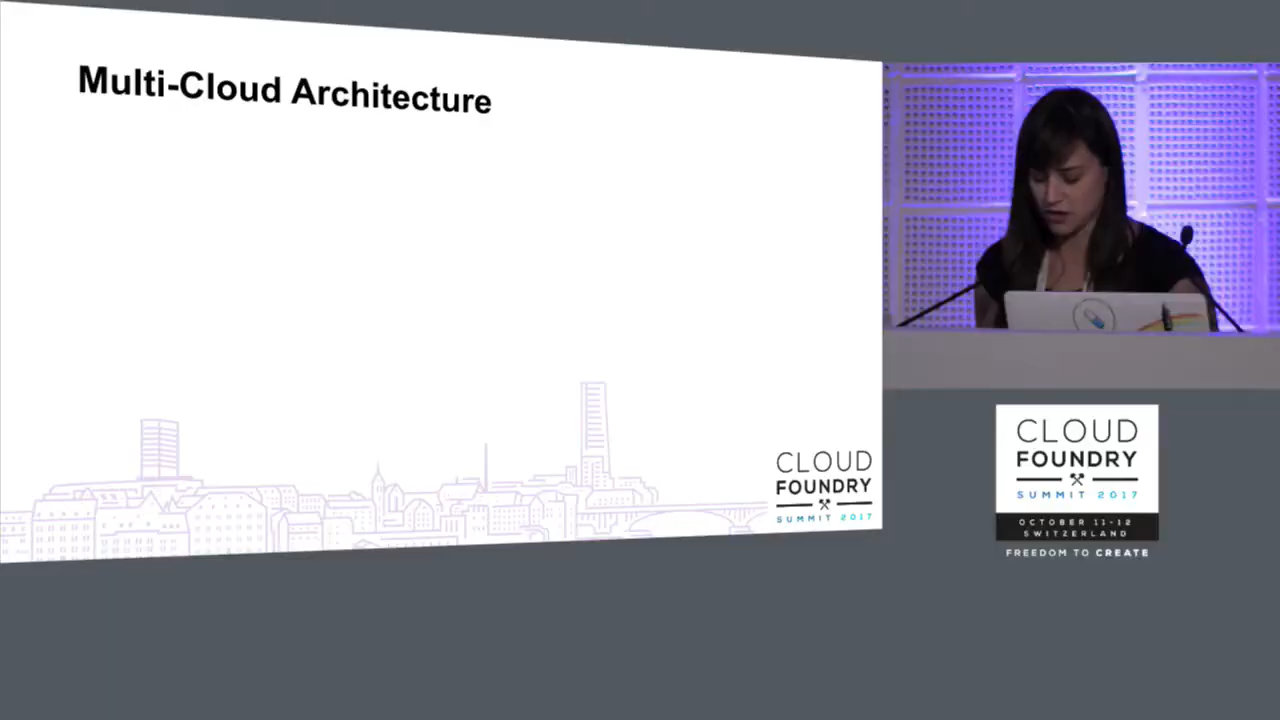 Multi-Cloud Architecture
CLOUD
FOUNDRY
SUMMIT 2017
CLOUD
FOUNDRY
SUMMIT 2017
OCTOBER 11-12
SWITZERLAND
FREEDOM TO CREATE